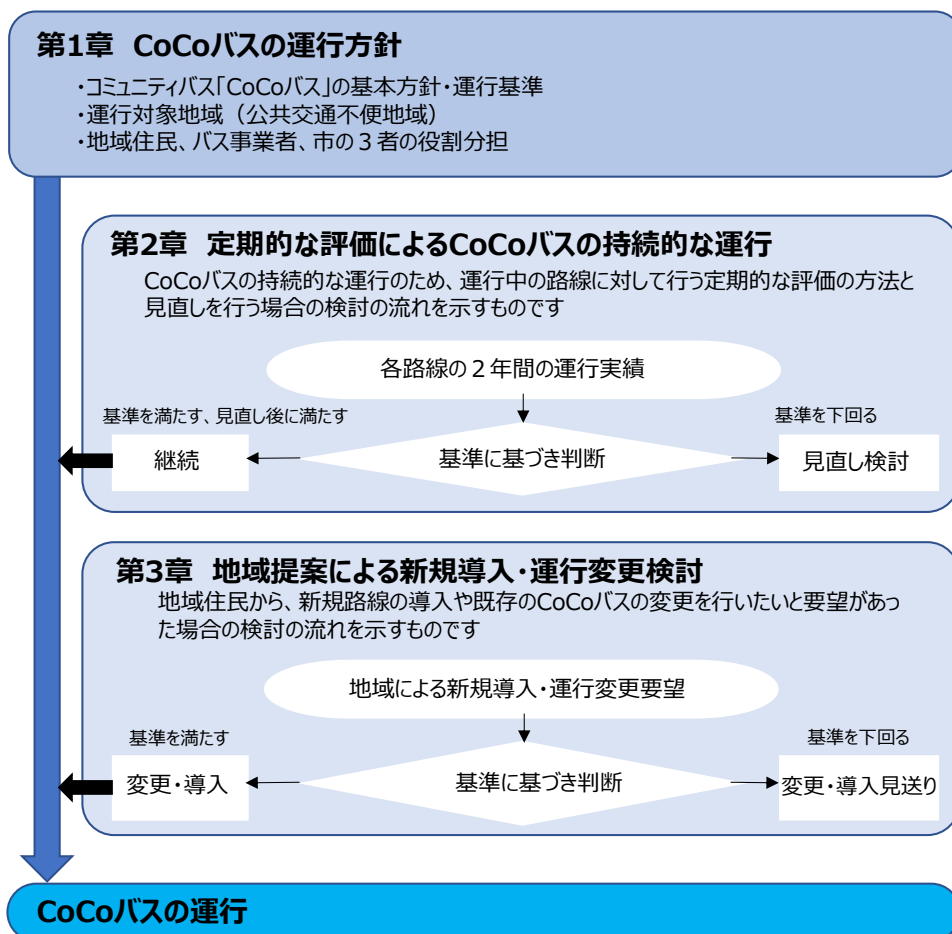 第1章 CoCoバスの運行方針
・コミュニティバス「CoCoバス」の基本方針・運行基準
・運行対象地域（公共交通不便地域）
・地域住民、バス事業者、市の３者の役割分担
第2章 定期的な評価によるCoCoバスの持続的な運行
CoCoバスの持続的な運行のため、運行中の路線に対して行う定期的な評価の方法と
見直しを行う場合の検討の流れを示すものです
各路線の２年間の運行実績
基準を満たす、見直し後に満たす
基準を下回る
継続
基準に基づき判断
見直し検討
第3章 地域提案による新規導入・運行変更検討
地域住民から、新規路線の導入や既存のCoCoバスの変更を行いたいと要望があっ
た場合の検討の流れを示すものです
地域による新規導入・運行変更要望
基準を満たす
基準を下回る
変更・導入
基準に基づき判断
変更・導入見送り
CoCoバスの運行